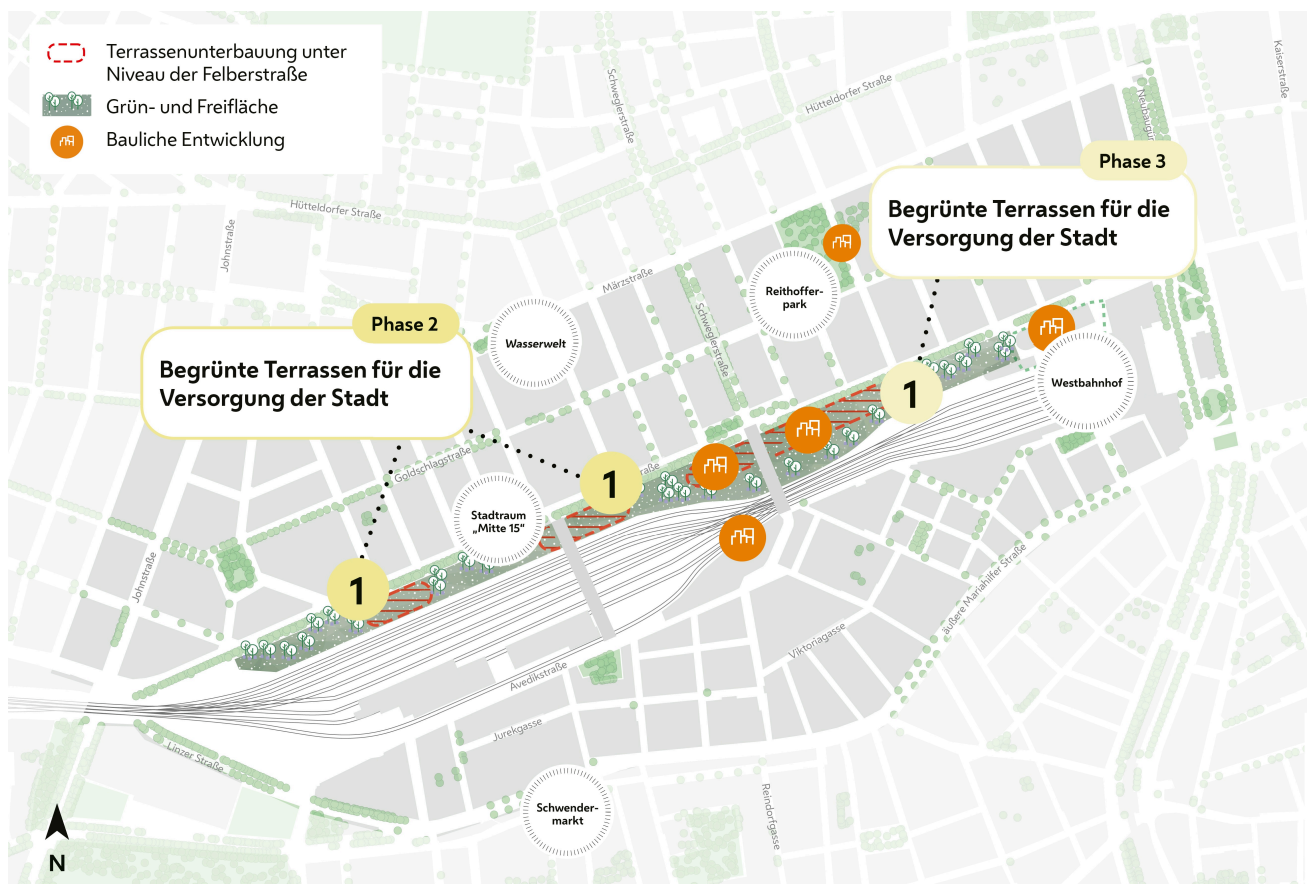 Terrassenunterbauung unter
Niveau der Felberstraße
Grün- und Freifläche
Bauliche Entwicklung
Schweglerstraße
Hütteldorfer Straße
Kaiserstraße
Phase 3
Begrünte Terrassen für die
Versorgung der Stadt
Hütteldorfer Straße
Johnstraße
Märzstraße
Reithoffer-
park
Schweglerstraße
Phase 2
Begrünte Terrassen für die
Versorgung der Stadt
Wasserwelt
Westbahnhof
1
Goldschlagstraße
1
Stadtraum
„Mitte 15“
Johnstraße
1
äußere Mariahilfer Straße
Viktoriagasse
Avedikstraße
Jurekgasse
Linzer Straße
Schwender-
markt
Reindorfgasse
N